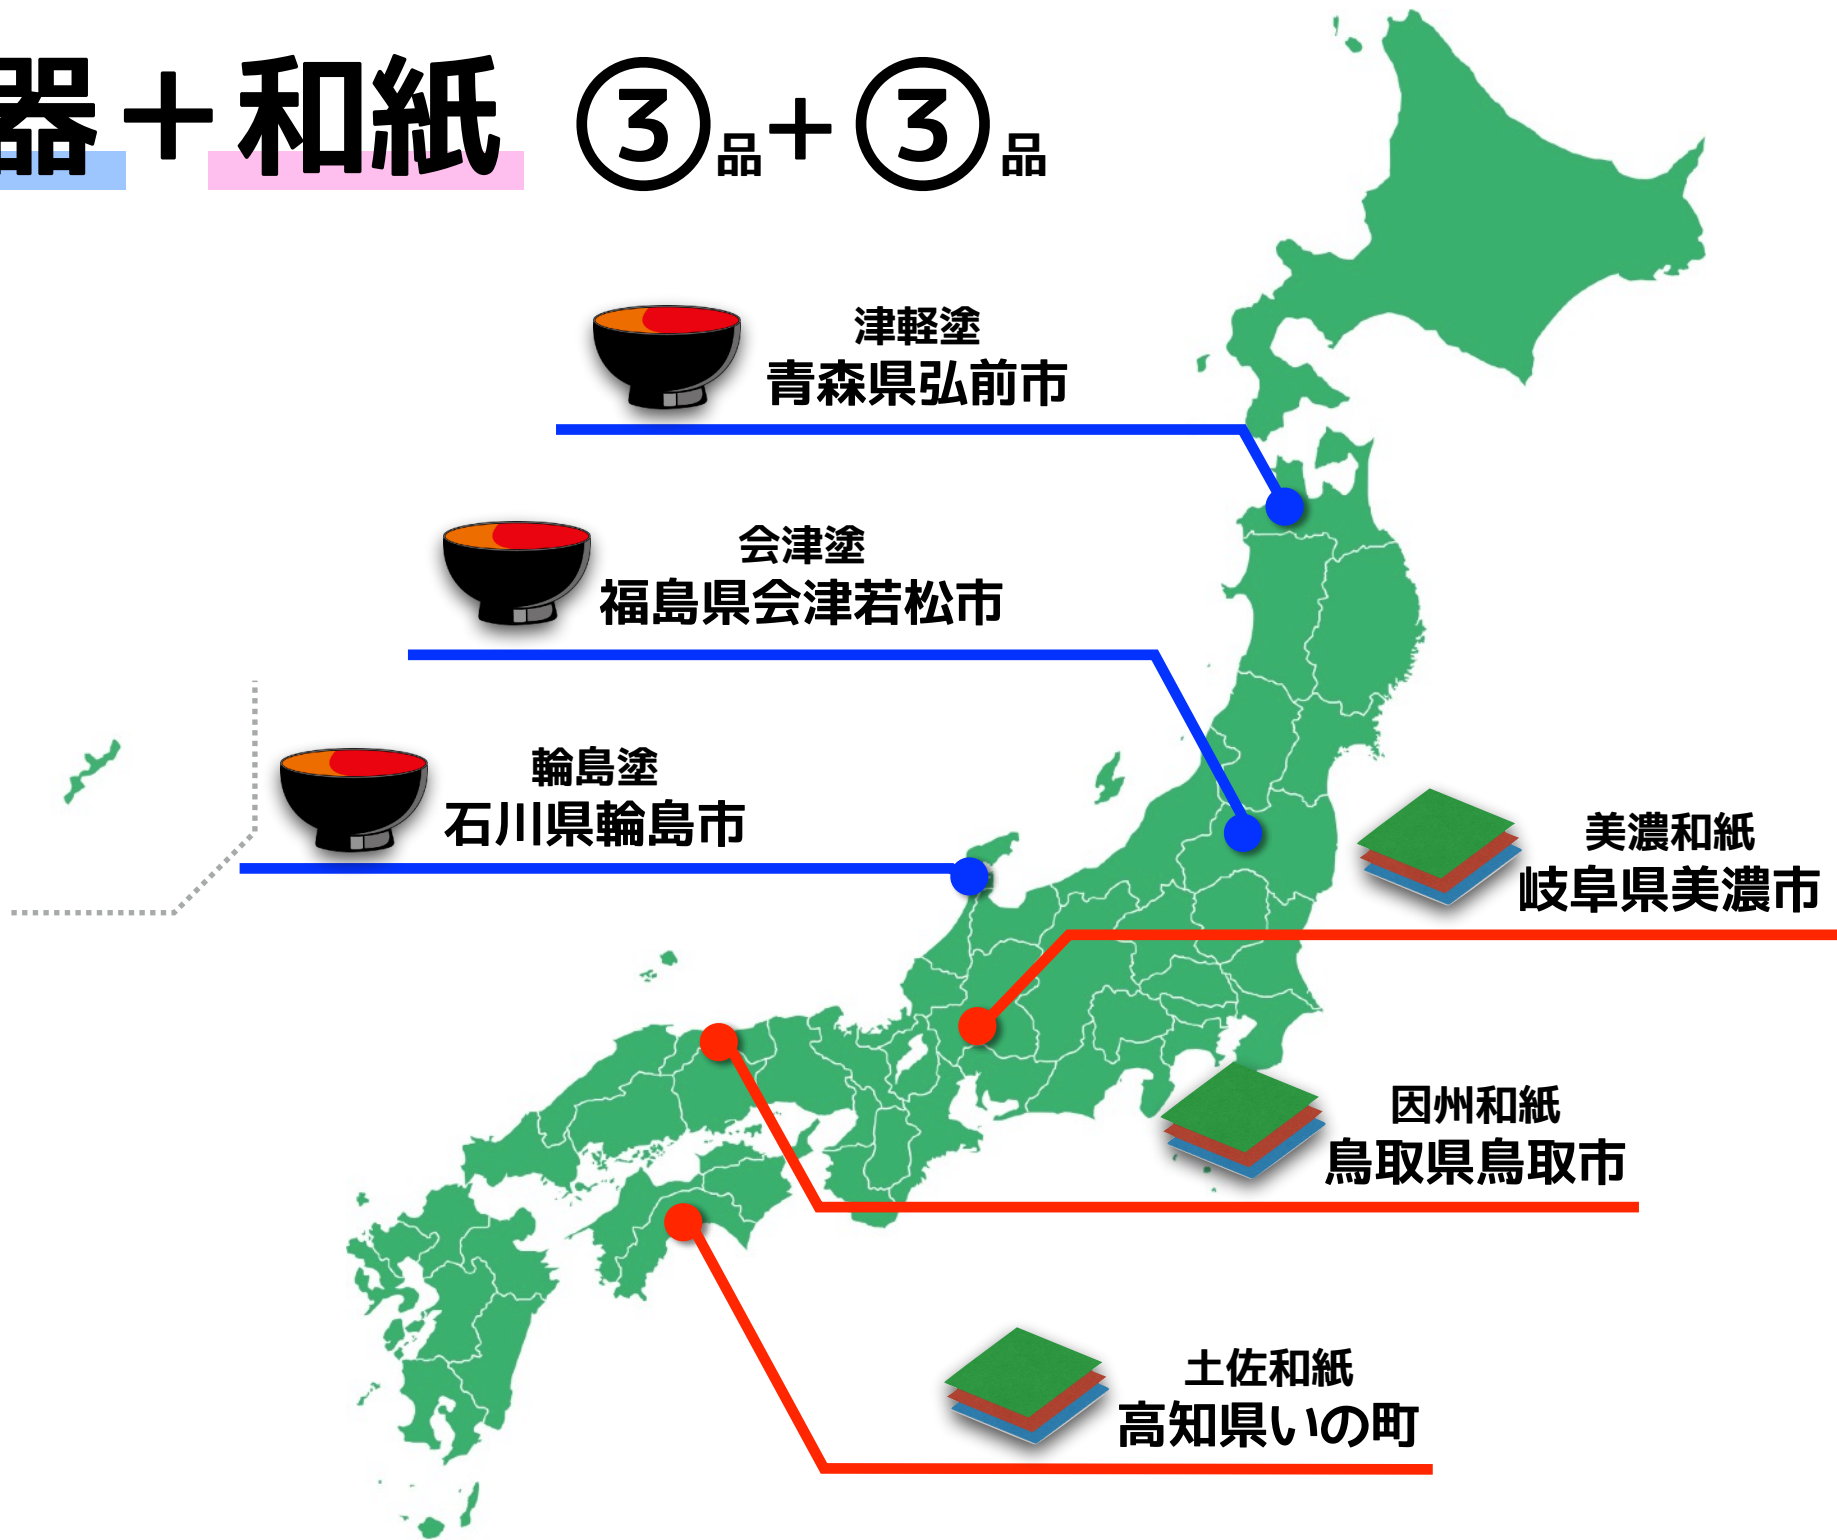 器+和紙 ③品+③品
津軽塗
青森県弘前市
会津塗
福島県会津若松市
輪島塗
石川県輪島市
美濃和紙
岐阜県美濃市
因州和紙
鳥取県鳥取市
土佐和紙
高知県いの町